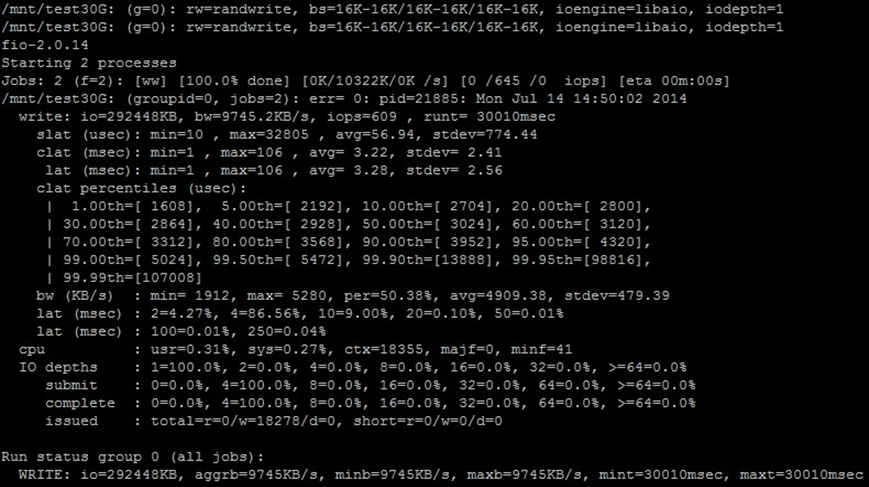 /mnt/test30G: (g=0): rw=randwrite, bs=16K-16K/16K-16K/16K-16K, ioengine=libaio, iodepth=1
/mnt/test30G: (g=0): rw=randwrite, bs=16K-16K/16K-16K/16K-16K, ioengine=libaio, iodepth=1
fio-2.0.14
Starting 2 processes
Jobs: 2 (f=2): [ww] [100.0% done] [0K/10322K/0K /s] [0 /645 /0  iops] [eta 00m:00s]
/mnt/test30G: (groupid=0, jobs=2): err= 0: pid=21885: Mon Jul 14 14:50:02 2014
  write: io=292448KB, bw=9745.2KB/s, iops=609 , runt= 30010msec
    slat (usec): min=10 , max=32805 , avg=56.94, stdev=774.44
    clat (msec): min=1 , max=106 , avg= 3.22, stdev= 2.41
     lat (msec): min=1 , max=106 , avg= 3.28, stdev= 2.56
    clat percentiles (usec):
     |  1.00th=[ 1608],  5.00th=[ 2192], 10.00th=[ 2704], 20.00th=[ 2800],
     | 30.00th=[ 2864], 40.00th=[ 2928], 50.00th=[ 3024], 60.00th=[ 3120],
     | 70.00th=[ 3312], 80.00th=[ 3568], 90.00th=[ 3952], 95.00th=[ 4320],
     | 99.00th=[ 5024], 99.50th=[ 5472], 99.90th=[13888], 99.95th=[98816],
     | 99.99th=[107008]
    bw (KB/s)  : min= 1912, max= 5280, per=50.38%, avg=4909.38, stdev=479.39
    lat (msec) : 2=4.27%, 4=86.56%, 10=9.00%, 20=0.10%, 50=0.01%
    lat (msec) : 100=0.01%, 250=0.04%
  cpu          : usr=0.31%, sys=0.27%, ctx=18355, majf=0, minf=41
  IO depths    : 1=100.0%, 2=0.0%, 4=0.0%, 8=0.0%, 16=0.0%, 32=0.0%, >=64=0.0%
     submit    : 0=0.0%, 4=100.0%, 8=0.0%, 16=0.0%, 32=0.0%, 64=0.0%, >=64=0.0%
     complete  : 0=0.0%, 4=100.0%, 8=0.0%, 16=0.0%, 32=0.0%, 64=0.0%, >=64=0.0%
     issued    : total=r=0/w=18278/d=0, short=r=0/w=0/d=0
Run status group 0 (all jobs):
  WRITE: io=292448KB, aggrb=9745KB/s, minb=9745KB/s, maxb=9745KB/s, mint=30010msec, maxt=30010msec